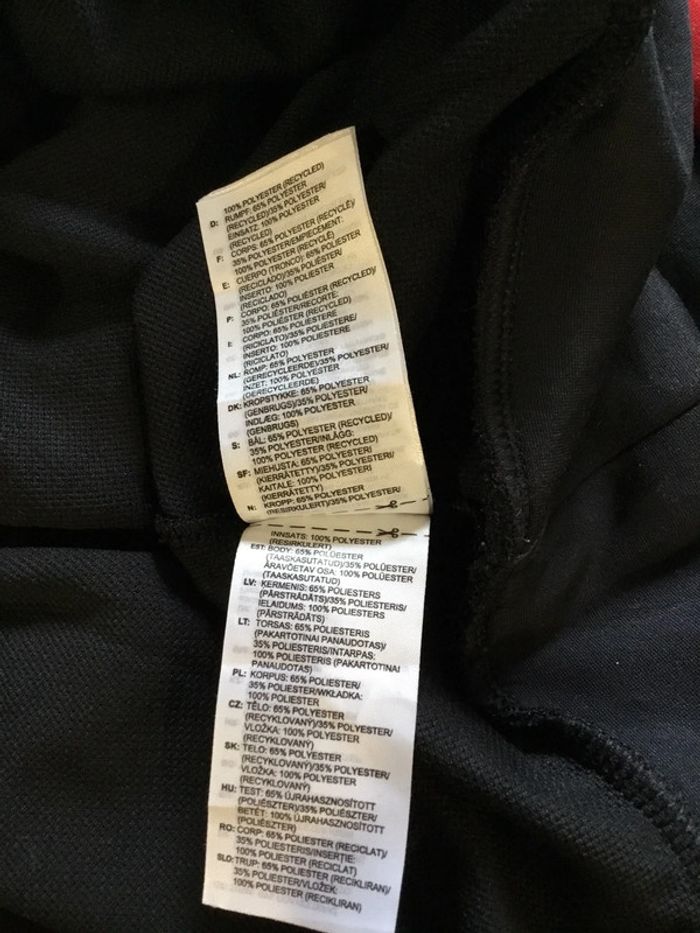 100% POLYESTER (RECYCLED)
D: RUMPF: 65% POLYESTER
(RECYCLED)/35% POLYESTER/
EINSATZ: 100% POLYESTER
(RECYCLED)
F: CORPS: 65% POLYESTER (RECYCLÉ)/
35% POLYESTER/EMPIECEMENT:
100% POLYESTER (RECYCLÉ)
E: CUERPO (TRONCO): 65% POLIÉSTER
(RECICLADO)/35% POLIÉSTER/
INSERTO: 100% POLIÉSTER
(RECICLADO)
P: CORPO: 65% POLIÉSTER (RECYCLED)/
35% POLIÉSTER/RECORTE:
100% POLIÉSTER (RECYCLED)
I: CORPO: 65% POLIESTERE
(RICICLATO)/35% POLIESTERE/
INSERTO: 100% POLIESTERE
(RICICLATO)
NL: ROMP: 65% POLYESTER
(GERECYCLEERDE)/35% POLYESTER/
INZET: 100% POLYESTER
(GERECYCLEERDE)
DK: KROPSTYKKE: 65% POLYESTER
(GENBRUGS)/35% POLYESTER/
INDLÆG: 100% POLYESTER
(GENBRUGS)
S: BÅL: 65% POLYESTER (RECYCLED)/
35% POLYESTER/INLÄGG:
100% POLYESTER (RECYCLED)
SF: MIEHUSTA: 65% POLYESTERI
(KIERRÄTETTY)/35% POLYESTERI/
KAITALE: 100% POLYESTERI
(KIERRÄTETTY)
N: KROPP: 65% POLYESTER
(RESIRKULERT)/35% POLYESTER/
INNSATS: 100% POLYESTER
(RESIRKULERT)
EST: BODY: 65% POLÜESTER
(TAASKASUTATUD)/35% POLÜESTER/
ÄRAVÕETAV OSA: 100% POLÜESTER
(TAASKASUTATUD)
LV: KERMENIS: 65% POLIESTERS
(PĀRSTRĀDĀTS)/35% POLIESTERIS/
IELAIDUMS: 100% POLIESTERS
(PĀRSTRĀDĀTS)
LT: TORSAS: 65% POLIESTERIS
(PAKARTOTINAI PANAUDOTAS)/
35% POLIESTERIS/INTARPAS:
100% POLIESTERIS (PAKARTOTINAI
PANAUDOTAS)
PL: KORPUS: 65% POLIESTER/
35% POLIESTER/WKŁADKA:
100% POLIESTER
CZ: TĚLO: 65% POLYESTER
(RECYKLOVANÝ)/35% POLYESTER/
VLOŽKA: 100% POLYESTER
(RECYKLOVANÝ)
SK: TELO: 65% POLYESTER
(RECYKLOVANÝ)/35% POLYESTER/
VLOŽKA: 100% POLYESTER
(RECYKLOVANÝ)
HU: TEST: 65% ÚJRAHASZNOSÍTOTT
(POLIÉSZTER)/35% POLIÉSZTER/
BETÉT: 100% ÚJRAHASZNOSÍTOTT
(POLIÉSZTER)
RO: CORP: 65% POLIESTER (RECICLAT)/
35% POLIESTERIS/INSERŢIE:
100% POLIESTER (RECICLAT)
SLO: TRUP: 65% POLIESTER (RECIKLIRAN)/
35% POLIESTER/VLOŽEK:
100% POLIESTER (RECIKLIRAN)